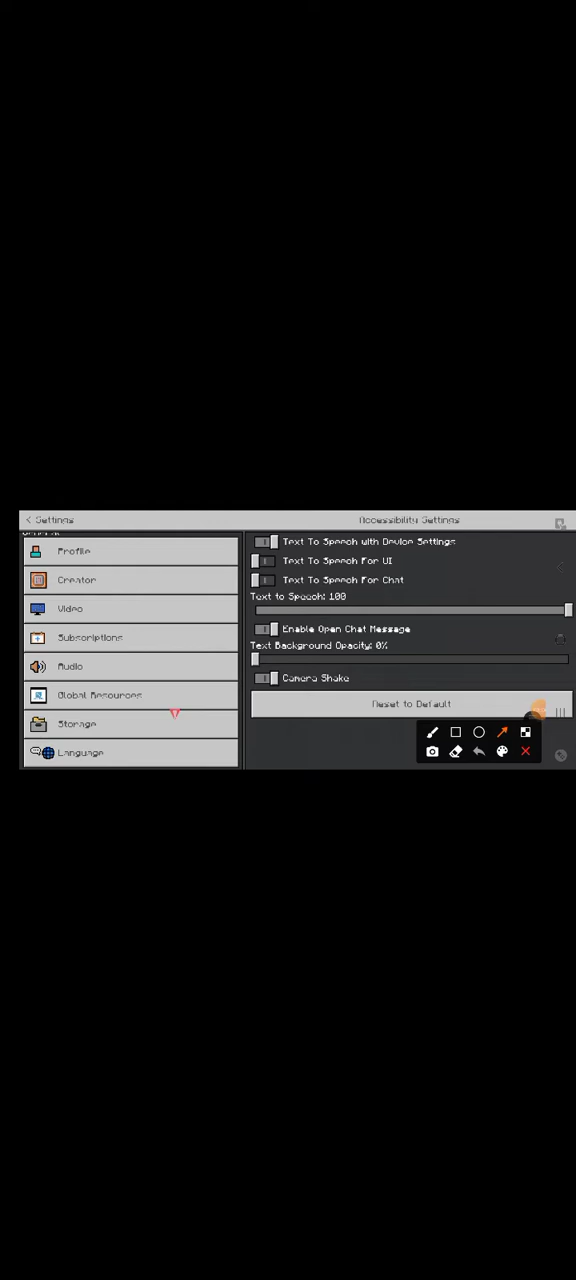 < Settings
Accessibility Settings
General
Profile
Creator
Video
Subscriptions
Audio
Global Resources
Storage
Language
Text To Speech with Device Settings
Text To Speech For UI
Text To Speech For Chat
Text to Speech: 100
Enable Open Chat Message
Text Background Opacity: 0%
Camera Shake
Reset to Default